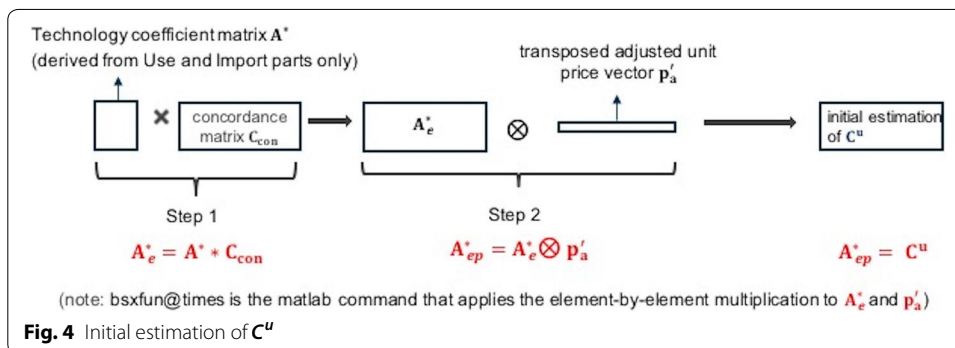 Technology coefficient matrix A*
(derived from Use and Import parts only)
transposed adjusted unit
price vector p′ₐ
×
concordance
matrix C_con
A*ₑ
⊗
initial estimation
of Cᵘ
Step 1
Step 2
A*ₑ = A* * C_con
A*ₑₚ = A*ₑ ⊗ p′ₐ
A*ₑₚ = Cᵘ
(note: bsxfun@times is the matlab command that applies the element-by-element multiplication to A*ₑ and p′ₐ)
Fig. 4 Initial estimation of Cᵘ